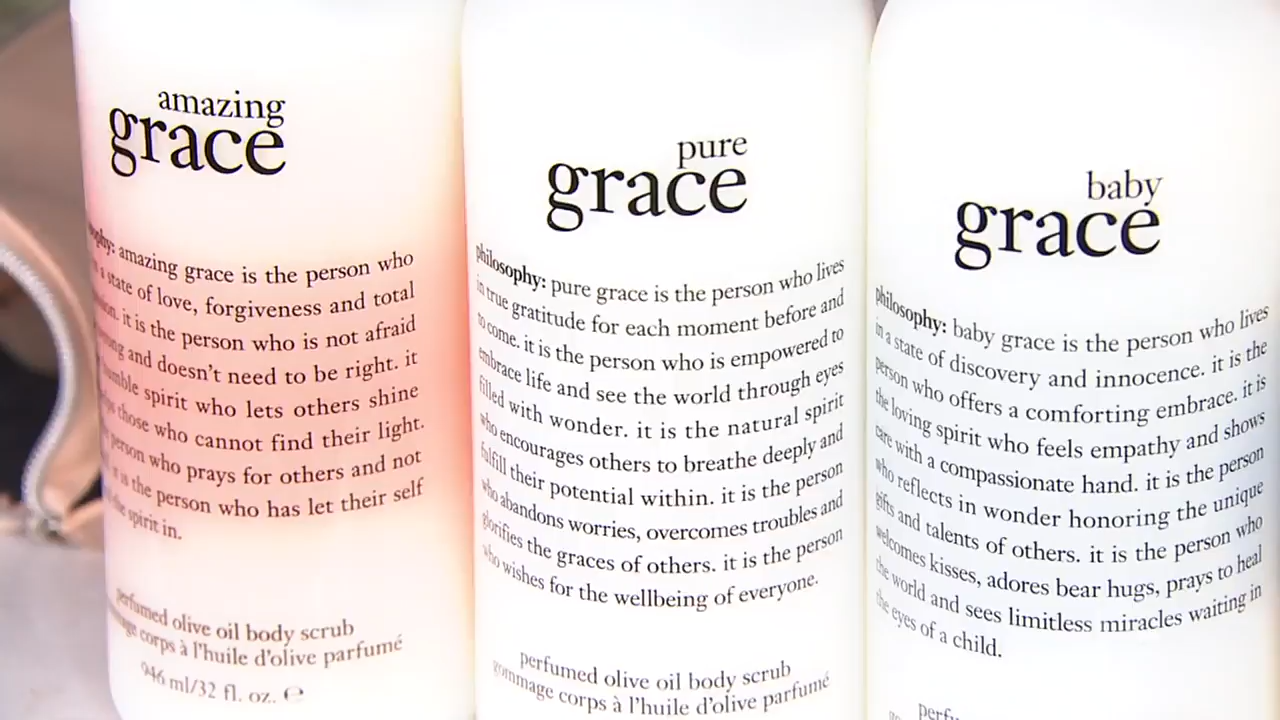 amazing
grace
amazing grace is the person who
state of love, forgiveness and total
it is the person who is not afraid
and doesn't need to be right. it
humble spirit who lets others shine
those who cannot find their light.
person who prays for others and not
is the person who has let their self
spirit in.
perfumed olive oil body scrub
gommage corps à l'huile d'olive parfumé
946 ml/32 fl. oz. ℮
pure
grace
philosophy: pure grace is the person who lives
in true gratitude for each moment before and
to come. it is the person who is empowered to
embrace life and see the world through eyes
filled with wonder. it is the natural spirit
who encourages others to breathe deeply and
fulfill their potential within. it is the person
who abandons worries, overcomes troubles and
glorifies the graces of others. it is the person
who wishes for the wellbeing of everyone.
perfumed olive oil body scrub
gommage corps à l'huile d'olive parfumé
baby
grace
philosophy: baby grace is the person who lives
in a state of discovery and innocence. it is the
person who offers a comforting embrace. it is
the loving spirit who feels empathy and shows
care with a compassionate hand. it is the person
who reflects in wonder honoring the unique
gifts and talents of others. it is the person who
welcomes kisses, adores bear hugs, prays to heal
the world and sees limitless miracles waiting in
the eyes of a child.